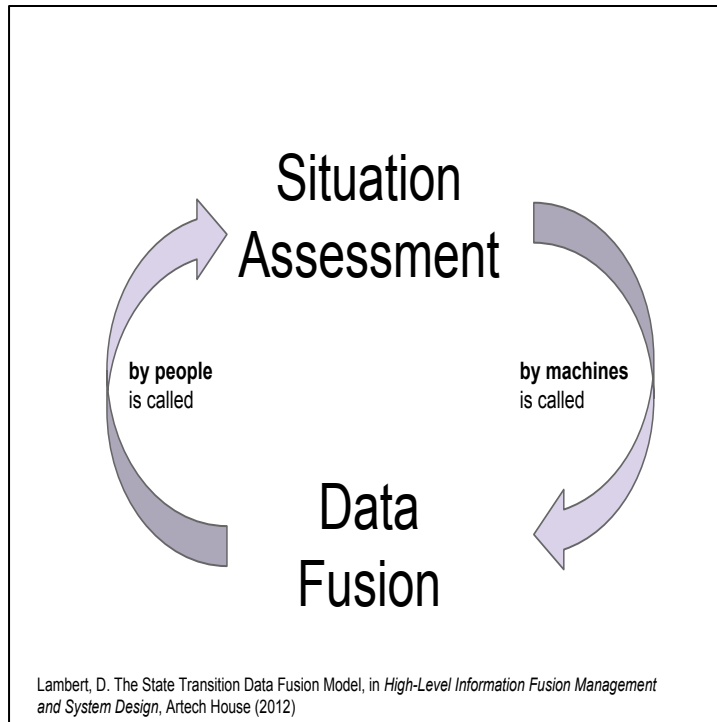 Situation
Assessment
by people
is called
by machines
is called
Data
Fusion
Lambert, D. The State Transition Data Fusion Model, in High-Level Information Fusion Management
and System Design, Artech House (2012)